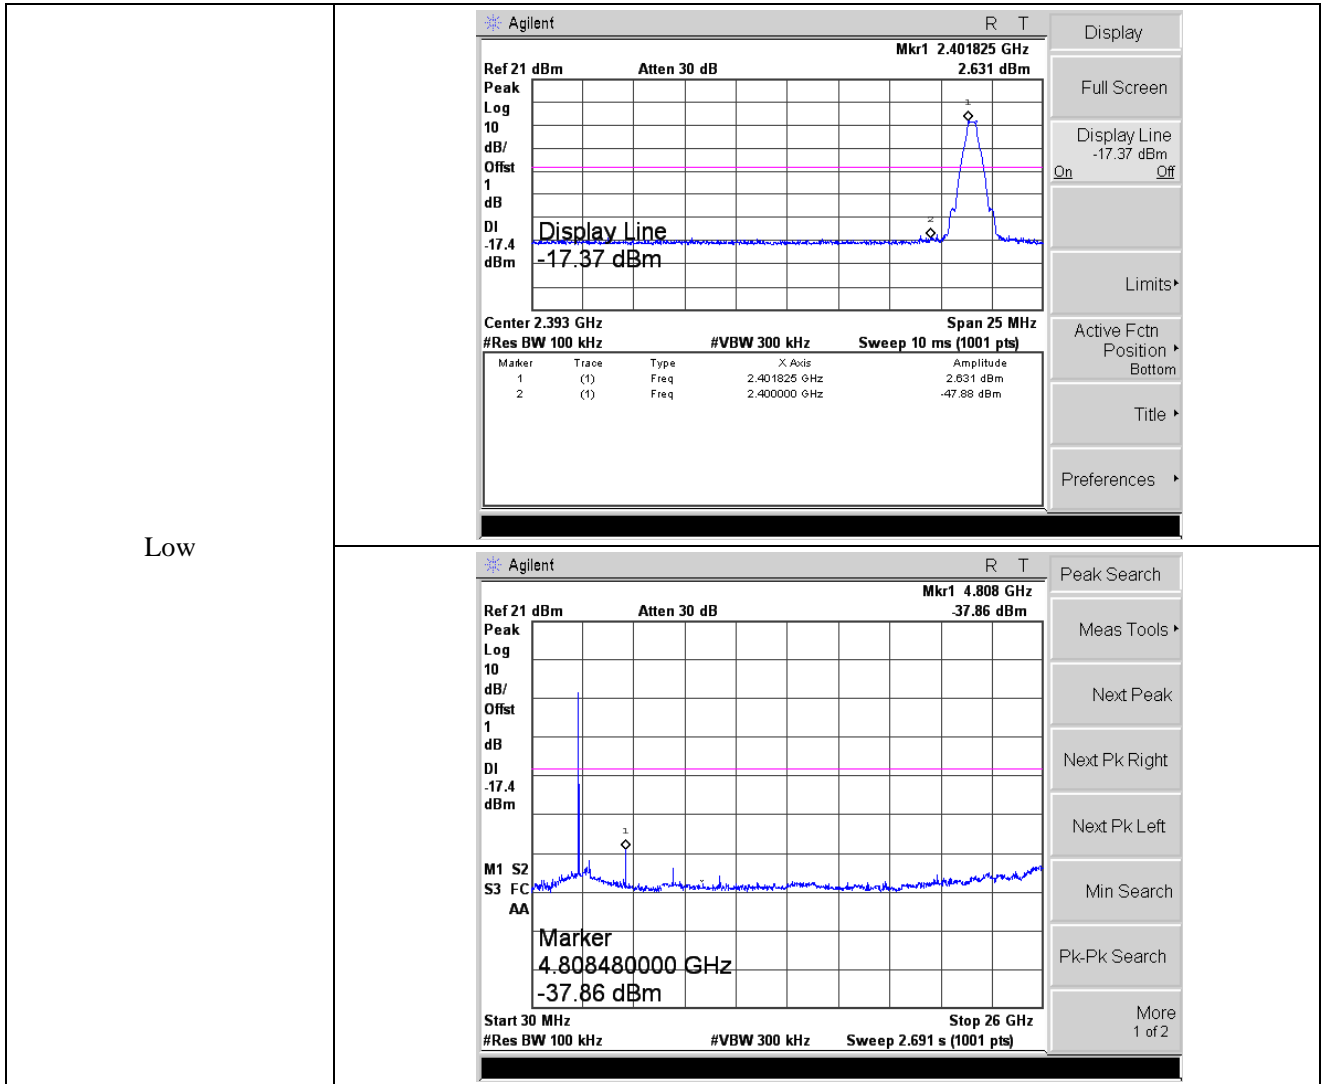 Low
Agilent R T
Mkr1 2.401825 GHz
Ref 21 dBm Atten 30 dB 2.631 dBm
Peak
Log
10
dB/
Offst
1
dB
DI
-17.4
dBm
1
2
Display Line
-17.37 dBm
Center 2.393 GHz Span 25 MHz
#Res BW 100 kHz #VBW 300 kHz Sweep 10 ms (1001 pts)
Marker Trace Type X Axis Amplitude
1 (1) Freq 2.401825 GHz 2.631 dBm
2 (1) Freq 2.400000 GHz -47.88 dBm
Display
Full Screen
Display Line
-17.37 dBm
On Off
Limits
Active Fctn
Position
Bottom
Title
Preferences
Agilent R T
Mkr1 4.808 GHz
Ref 21 dBm Atten 30 dB -37.86 dBm
Peak
Log
10
dB/
Offst
1
dB
DI
-17.4
dBm
1
M1 S2
S3 FC
AA
Marker
4.808480000 GHz
-37.86 dBm
Start 30 MHz Stop 26 GHz
#Res BW 100 kHz #VBW 300 kHz Sweep 2.691 s (1001 pts)
Peak Search
Meas Tools
Next Peak
Next Pk Right
Next Pk Left
Min Search
Pk-Pk Search
More
1 of 2